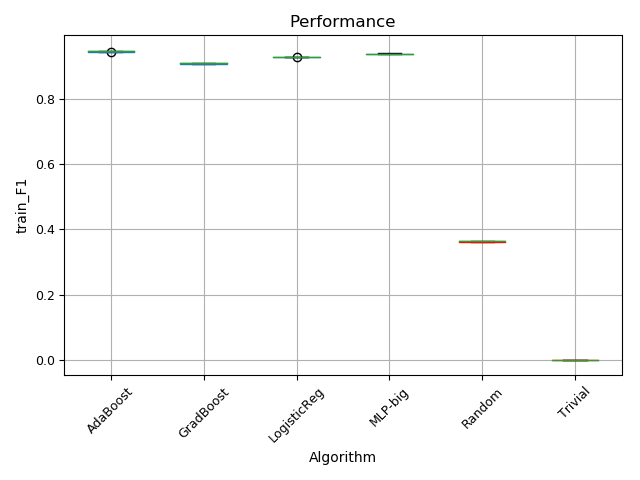 Performance
train_F1
0.8
0.6
0.4
0.2
0.0
AdaBoost
GradBoost
LogisticReg
MLP-big
Random
Trivial
Algorithm